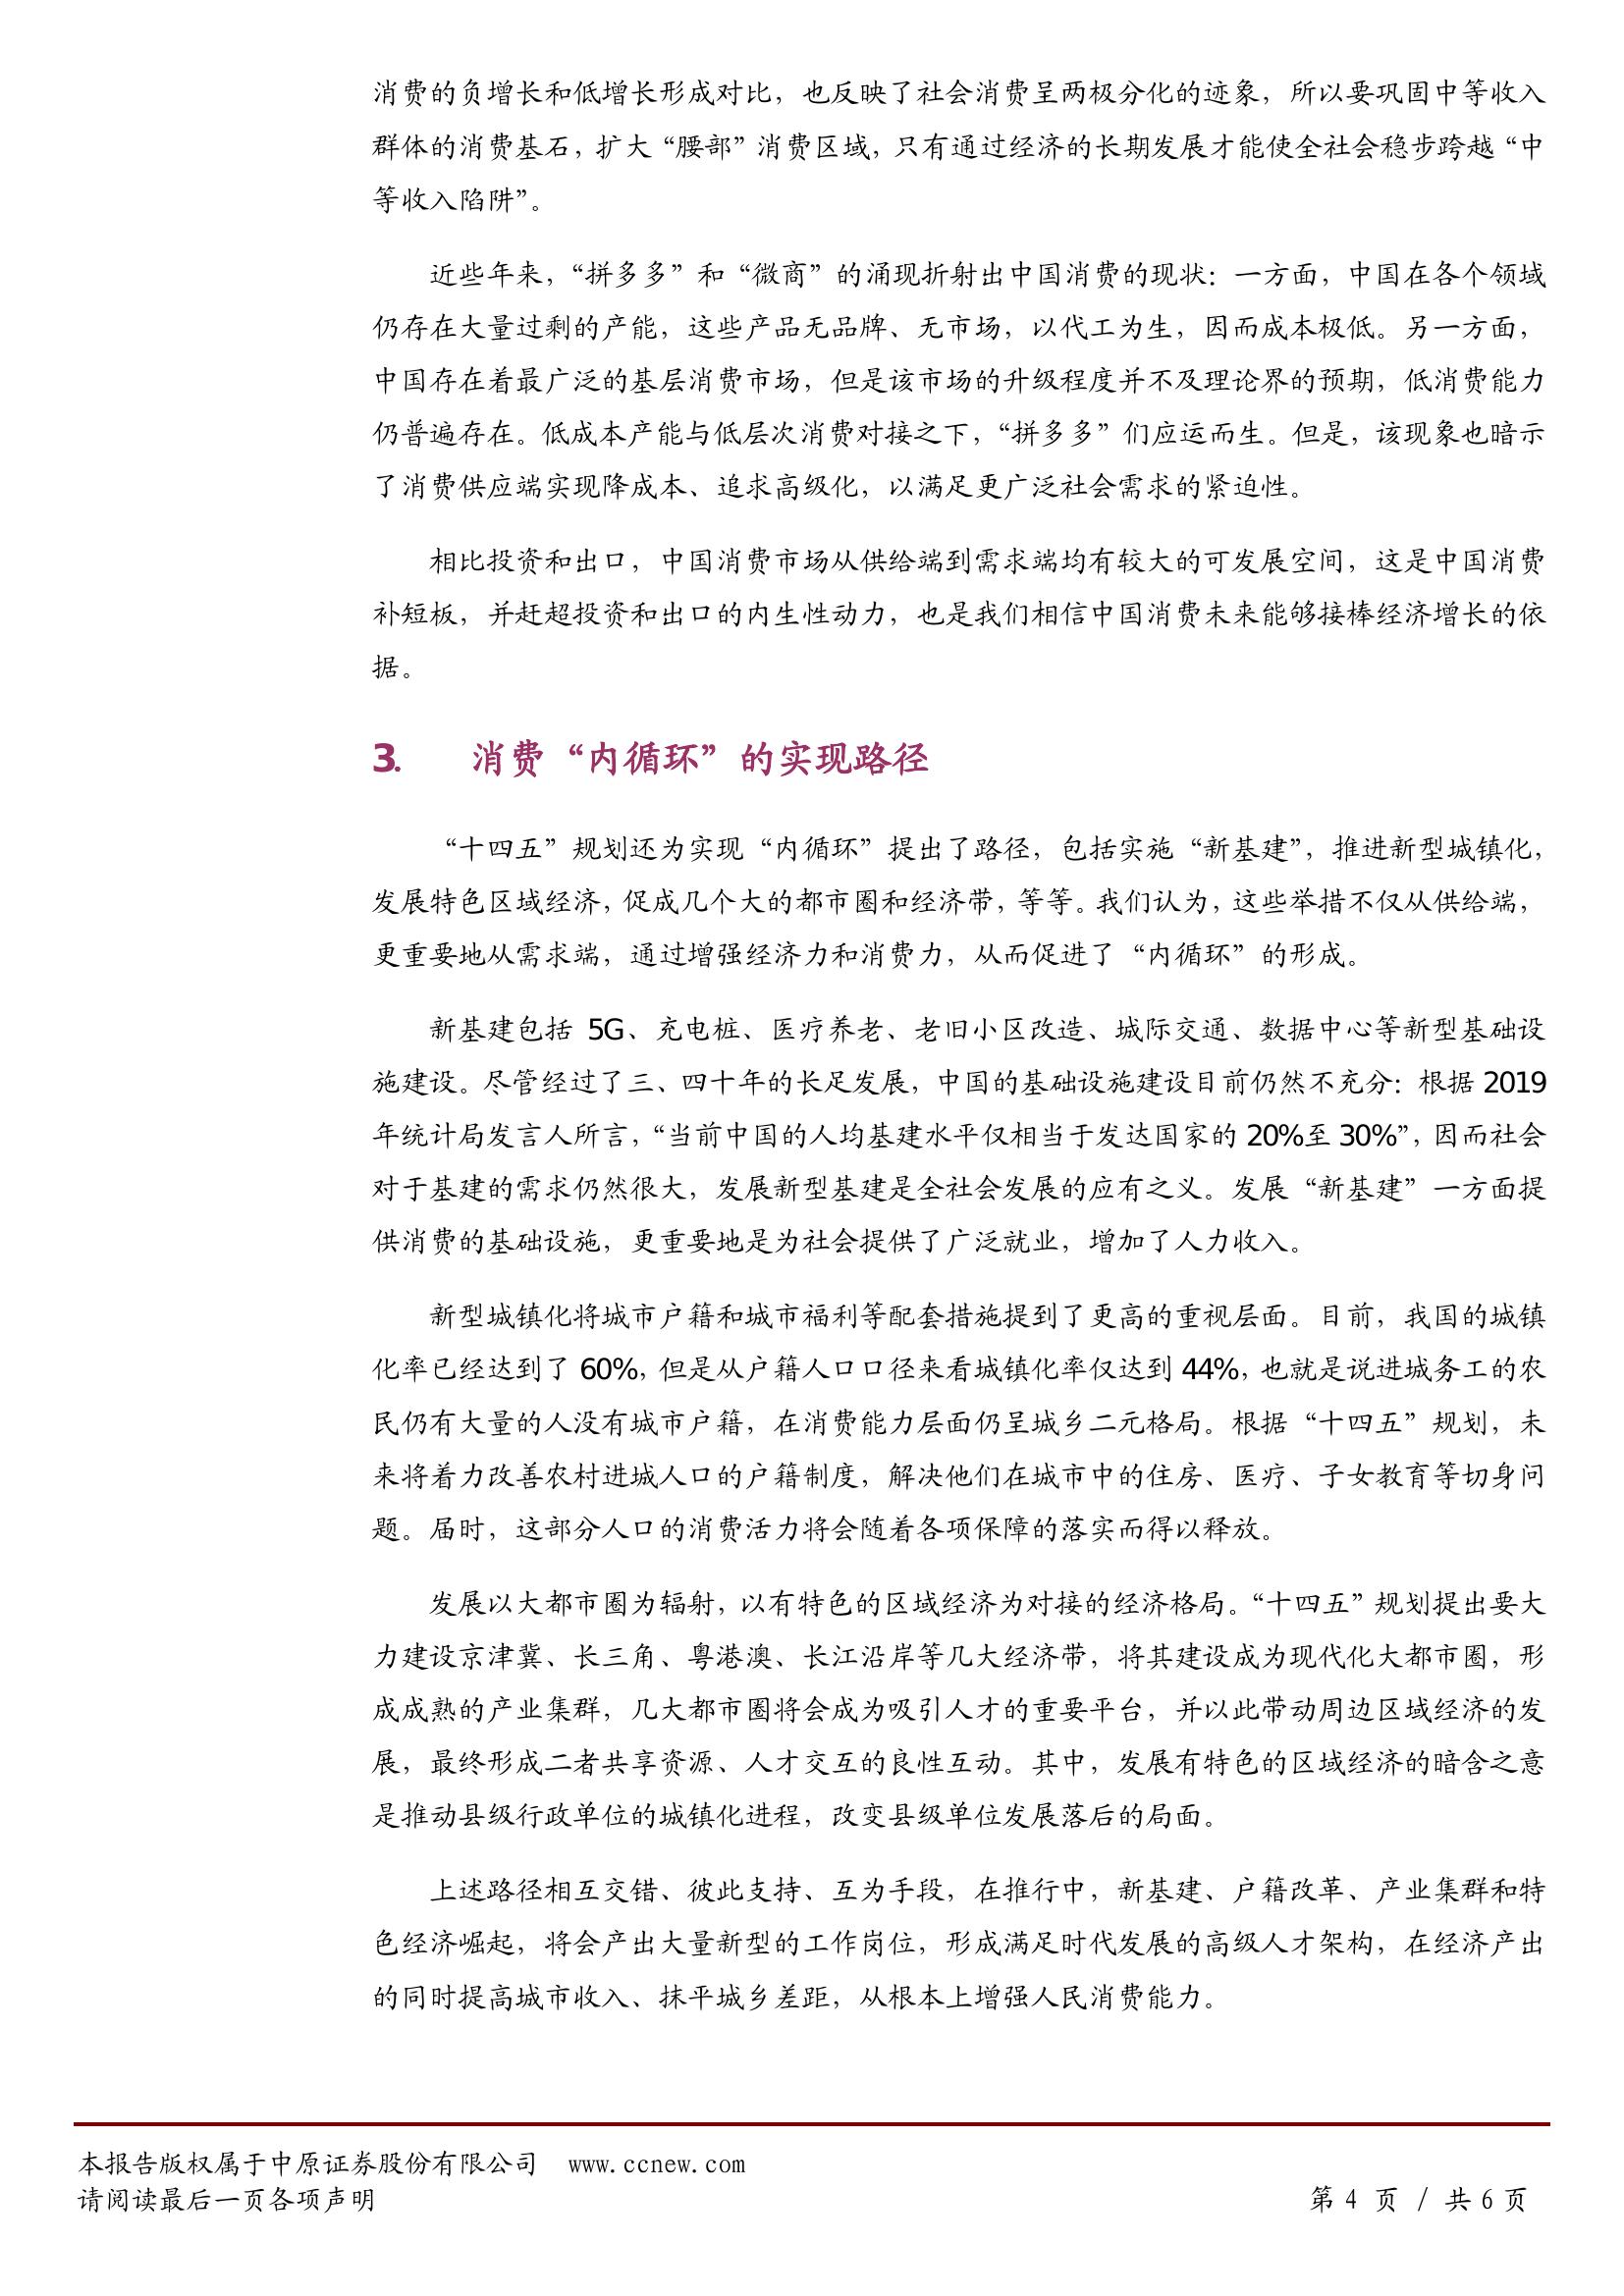 消费的负增长和低增长形成对比，也反映了社会消费呈两极分化的迹象，所以要巩固中等收入
群体的消费基石，扩大“腰部”消费区域，只有通过经济的长期发展才能使全社会稳步跨越“中
等收入陷阱”。
近些年来，“拼多多”和“微商”的涌现折射出中国消费的现状：一方面，中国在各个领域
仍存在大量过剩的产能，这些产品无品牌、无市场，以代工为生，因而成本极低。另一方面，
中国存在着最广泛的基层消费市场，但是该市场的升级程度并不及理论界的预期，低消费能力
仍普遍存在。低成本产能与低层次消费对接之下，“拼多多”们应运而生。但是，该现象也暗示
了消费供应端实现降成本、追求高级化，以满足更广泛社会需求的紧迫性。
相比投资和出口，中国消费市场从供给端到需求端均有较大的可发展空间，这是中国消费
补短板，并赶超投资和出口的内生性动力，也是我们相信中国消费未来能够接棒经济增长的依
据。
3. 消费“内循环”的实现路径
“十四五”规划还为实现“内循环”提出了路径，包括实施“新基建”，推进新型城镇化，
发展特色区域经济，促成几个大的都市圈和经济带，等等。我们认为，这些举措不仅从供给端，
更重要地从需求端，通过增强经济力和消费力，从而促进了“内循环”的形成。
新基建包括 5G、充电桩、医疗养老、老旧小区改造、城际交通、数据中心等新型基础设
施建设。尽管经过了三、四十年的长足发展，中国的基础设施建设目前仍然不充分：根据 2019
年统计局发言人所言，“当前中国的人均基建水平仅相当于发达国家的 20%至 30%”，因而社会
对于基建的需求仍然很大，发展新型基建是全社会发展的应有之义。发展“新基建”一方面提
供消费的基础设施，更重要地是为社会提供了广泛就业，增加了人力收入。
新型城镇化将城市户籍和城市福利等配套措施提到了更高的重视层面。目前，我国的城镇
化率已经达到了 60%，但是从户籍人口口径来看城镇化率仅达到 44%，也就是说进城务工的农
民仍有大量的人没有城市户籍，在消费能力层面仍呈城乡二元格局。根据“十四五”规划，未
来将着力改善农村进城人口的户籍制度，解决他们在城市中的住房、医疗、子女教育等切身问
题。届时，这部分人口的消费活力将会随着各项保障的落实而得以释放。
发展以大都市圈为辐射，以有特色的区域经济为对接的经济格局。“十四五”规划提出要大
力建设京津冀、长三角、粤港澳、长江沿岸等几大经济带，将其建设成为现代化大都市圈，形
成成熟的产业集群，几大都市圈将会成为吸引人才的重要平台，并以此带动周边区域经济的发
展，最终形成二者共享资源、人才交互的良性互动。其中，发展有特色的区域经济的暗含之意
是推动县级行政单位的城镇化进程，改变县级单位发展落后的局面。
上述路径相互交错、彼此支持、互为手段，在推行中，新基建、户籍改革、产业集群和特
色经济崛起，将会产出大量新型的工作岗位，形成满足时代发展的高级人才架构，在经济产出
的同时提高城市收入、抹平城乡差距，从根本上增强人民消费能力。
本报告版权属于中原证券股份有限公司 www.ccnew.com
请阅读最后一页各项声明
第 4 页 / 共 6 页